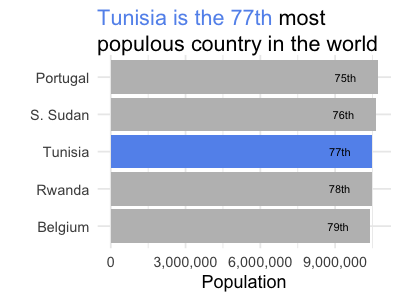 Tunisia is the 77th most
populous country in the world
Portugal 75th
S. Sudan 76th
Tunisia 77th
Rwanda 78th
Belgium 79th
0 3,000,000 6,000,000 9,000,000
Population